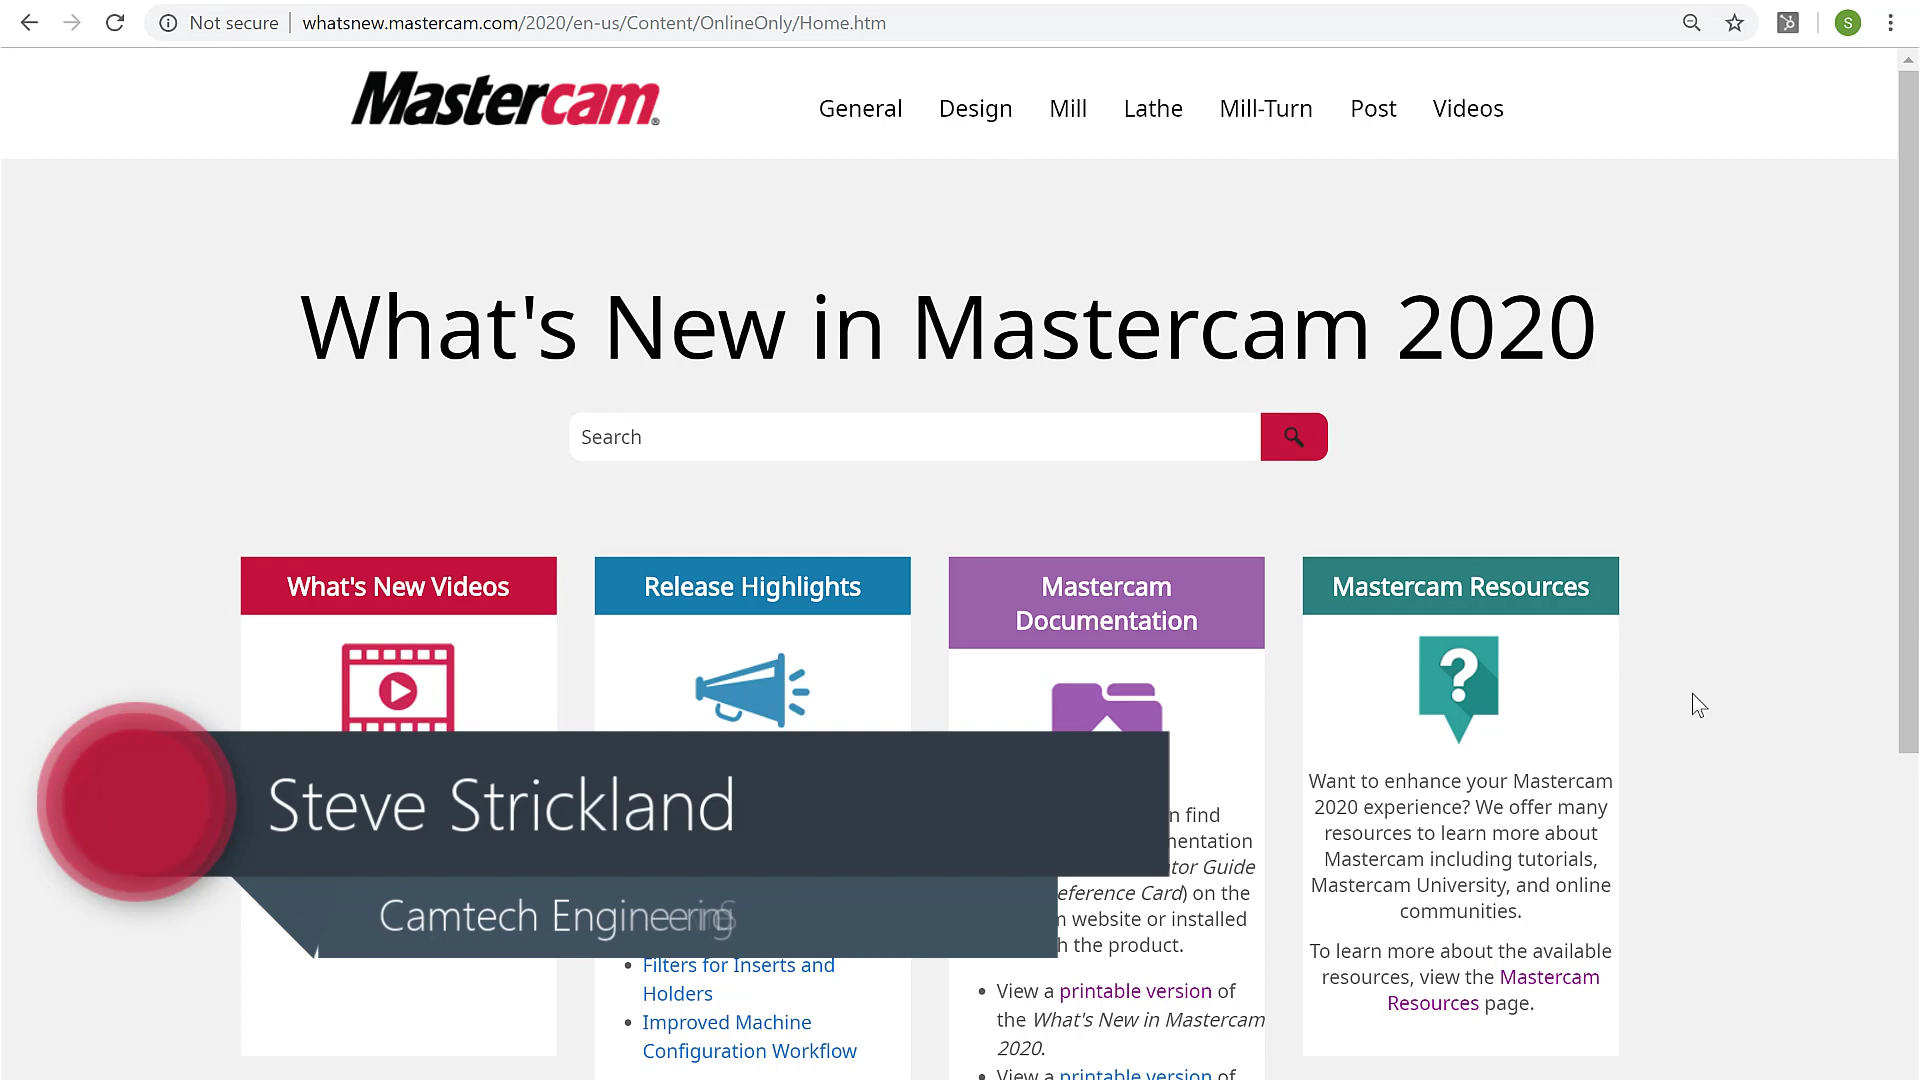 Not secure
whatsnew.mastercam.com/2020/en-us/Content/OnlineOnly/Home.htm
S
Mastercam®
General Design Mill Lathe Mill-Turn Post Videos
What's New in Mastercam 2020
Search
What's New Videos
Release Highlights
Filters for Inserts and
Holders
Improved Machine
Configuration Workflow
Mastercam
Documentation
find
Guide
on the
website or installed
the product.
View a printable version of
the What's New in Mastercam
2020.
View a printable version of
Mastercam Resources
?
Want to enhance your Mastercam
2020 experience? We offer many
resources to learn more about
Mastercam including tutorials,
Mastercam University, and online
communities.
To learn more about the available
resources, view the Mastercam
Resources page.
Steve Strickland
Camtech Engineering